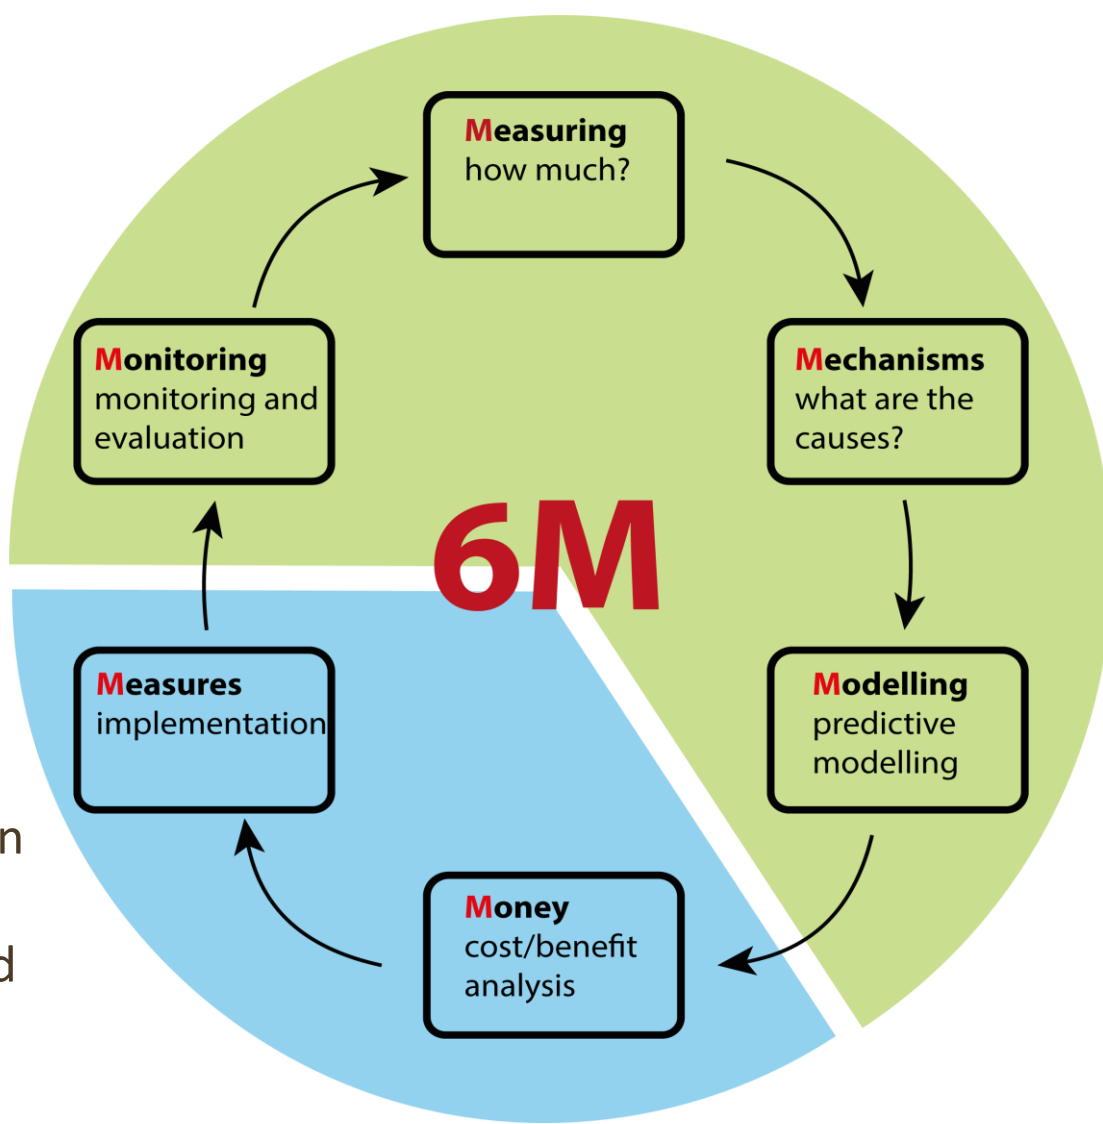 Measuring
how much?
Mechanisms
what are the
causes?
Modelling
predictive
modelling
Money
cost/benefit
analysis
Measures
implementation
Monitoring
monitoring and
evaluation
6M
n
d